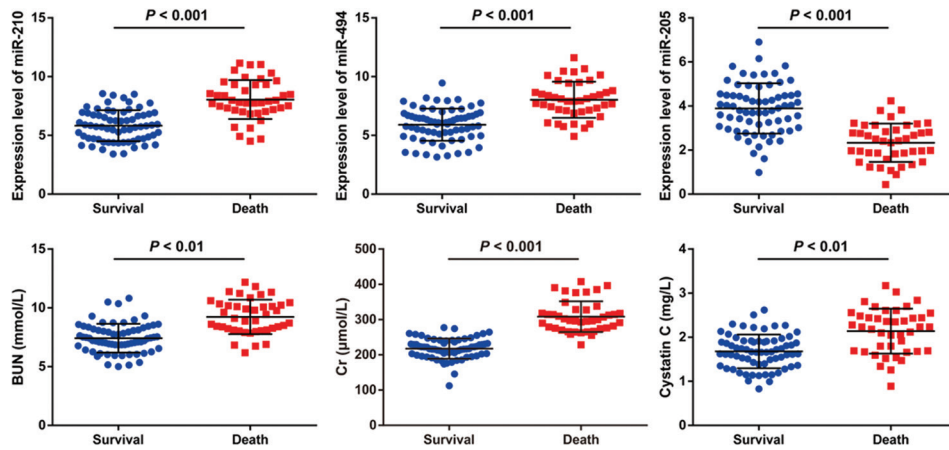 P < 0.001
P < 0.001
P < 0.001
Expression level of miR-210
15
10
5
0
Survival
Death
Expression level of miR-494
15
10
5
0
Survival
Death
Expression level of miR-205
8
6
4
2
0
Survival
Death
P < 0.01
P < 0.001
P < 0.01
BUN (mmol/L)
15
10
5
0
Survival
Death
Cr (μmol/L)
500
400
300
200
100
0
Survival
Death
Cystatin C (mg/L)
4
3
2
1
0
Survival
Death